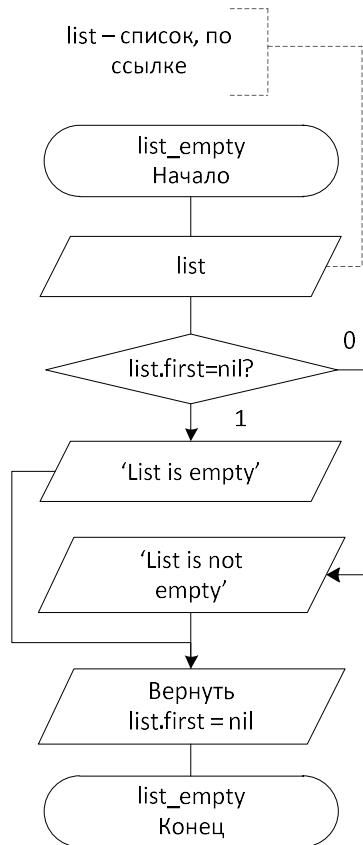 list – список, по
ссылке
list_empty
Начало
list
list.first=nil?
0
1
‘List is empty’
‘List is not
empty’
Вернуть
list.first = nil
list_empty
Конец